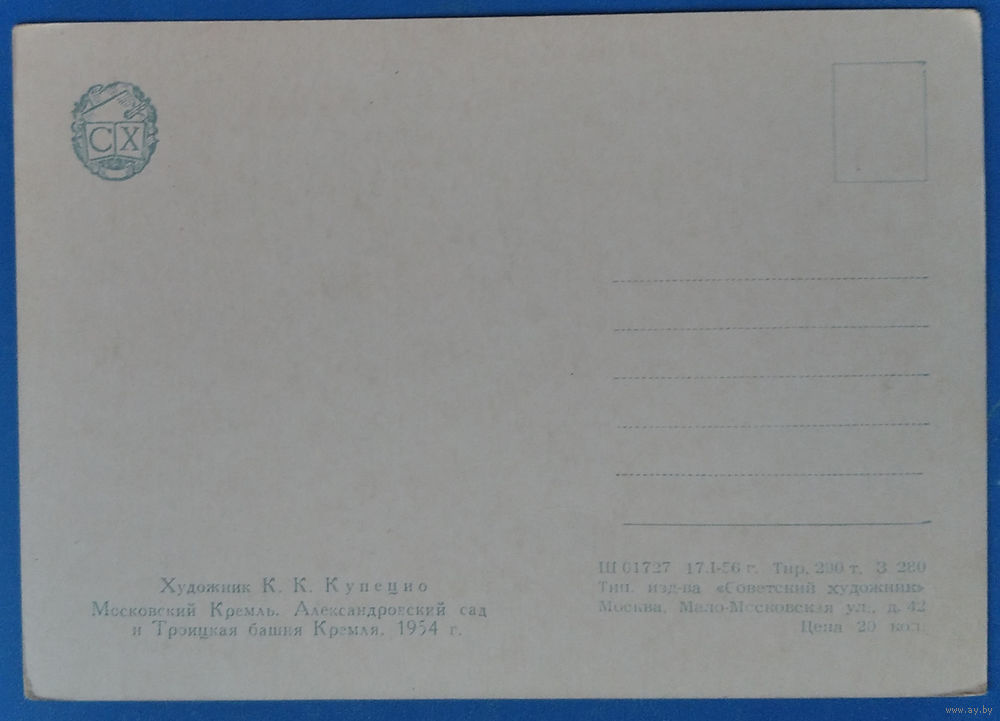 СХ
Художник К. К. Купецио
Московский Кремль. Александровский сад
и Троицкая башня Кремля. 1954 г.
Ш 01727 17.I-56 г. Тир. 200 т. З 280
Тип. изд-ва «Советский художник»
Москва, Мало-Московская ул., д. 42
Цена 20 коп.
www.ay.by